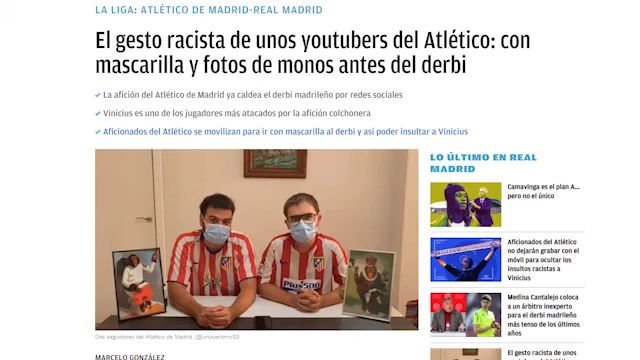 LA LIGA: ATLÉTICO DE MADRID-REAL MADRID
El gesto racista de unos youtubers del Atlético: con
mascarilla y fotos de monos antes del derbi
La afición del Atlético de Madrid ya caldea el derbi madrileño por redes sociales
Vinicius es uno de los jugadores más atacados por la afición colchonera
Aficionados del Atlético se movilizan para ir con mascarilla al derbi y así poder insultar a Vinicius
Plus500
Dos seguidores del Atlético de Madrid.
MARCELO GONZÁLEZ
LO ÚLTIMO EN REAL
MADRID
Camavinga es el plan A...
pero no el único
Aficionados del Atlético
no dejarán grabar con el
móvil para ocultar los
insultos racistas a
Vinicius
Medina Cantalejo coloca
a un árbitro inexperto
para el derbi madrileño
más tenso de los últimos
años
El gesto racista de unos